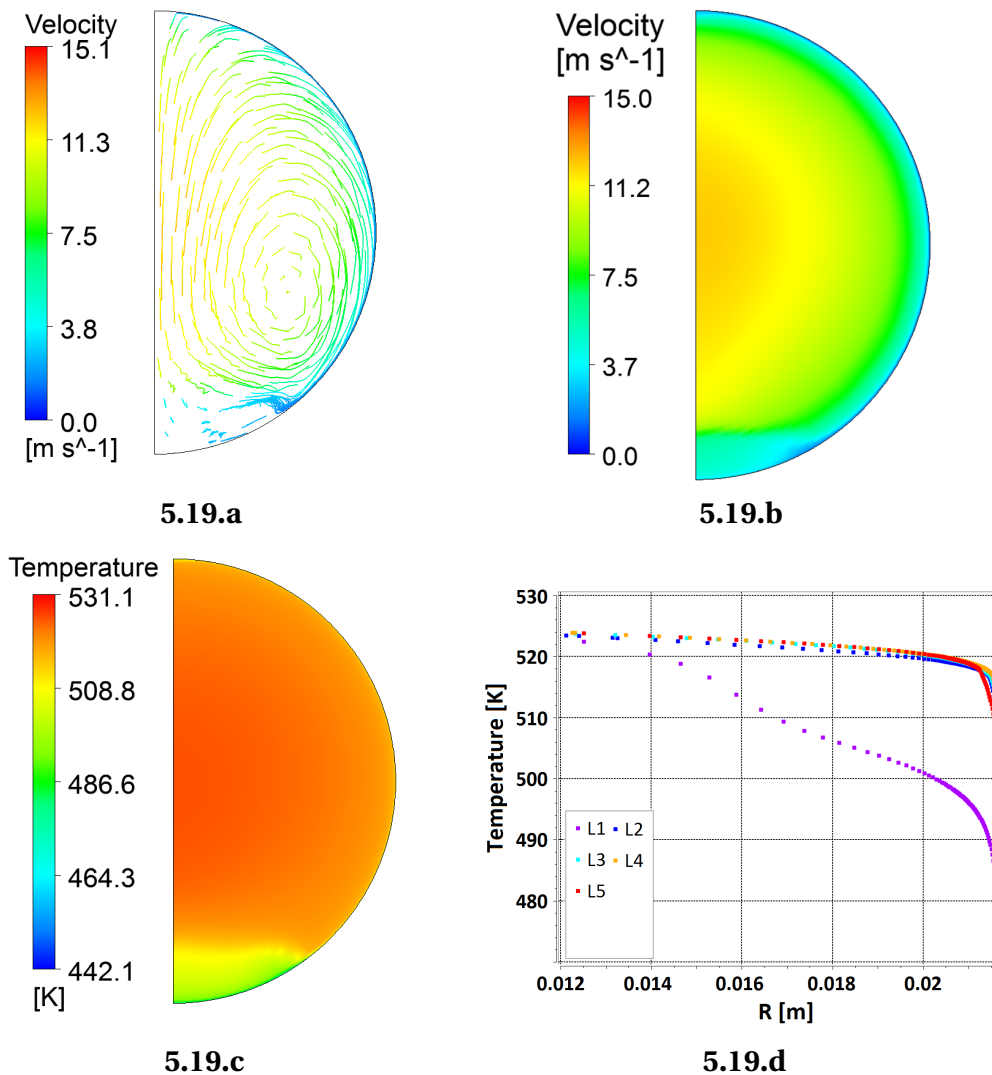 Velocity
15.1
11.3
7.5
3.8
0.0
[m s^-1]
5.19.a
Velocity
[m s^-1]
15.0
11.2
7.5
3.7
0.0
5.19.b
Temperature
531.1
508.8
486.6
464.3
442.1
[K]
5.19.c
Temperature [K]
530
520
510
500
490
480
L1 L2
L3 L4
L5
0.012 0.014 0.016 0.018 0.02
R [m]
5.19.d